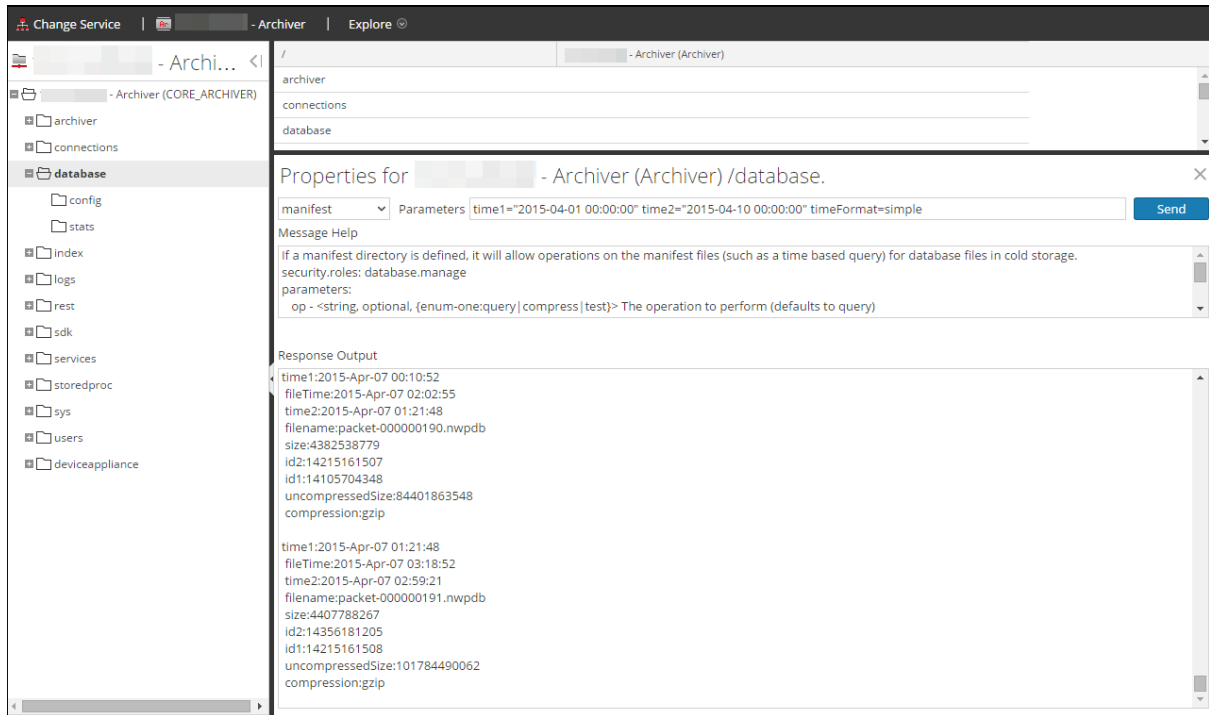 Change Service | - Archiver | Explore
- Archi...
- Archiver (CORE_ARCHIVER)
archiver
connections
database
config
stats
index
logs
rest
sdk
services
storedproc
sys
users
deviceappliance
/ - Archiver (Archiver)
archiver
connections
database
Properties for - Archiver (Archiver) /database.
manifest Parameters time1="2015-04-01 00:00:00" time2="2015-04-10 00:00:00" timeFormat=simple Send
Message Help
If a manifest directory is defined, it will allow operations on the manifest files (such as a time based query) for database files in cold storage.
security.roles: database.manage
parameters:
op - <string, optional, {enum-one:query|compress|test}> The operation to perform (defaults to query)
Response Output
time1:2015-Apr-07 00:10:52
fileTime:2015-Apr-07 02:02:55
time2:2015-Apr-07 01:21:48
filename:packet-000000190.nwpdb
size:4382538779
id2:14215161507
id1:14105704348
uncompressedSize:84401863548
compression:gzip
time1:2015-Apr-07 01:21:48
fileTime:2015-Apr-07 03:18:52
time2:2015-Apr-07 02:59:21
filename:packet-000000191.nwpdb
size:4407788267
id2:14356181205
id1:14215161508
uncompressedSize:101784490062
compression:gzip